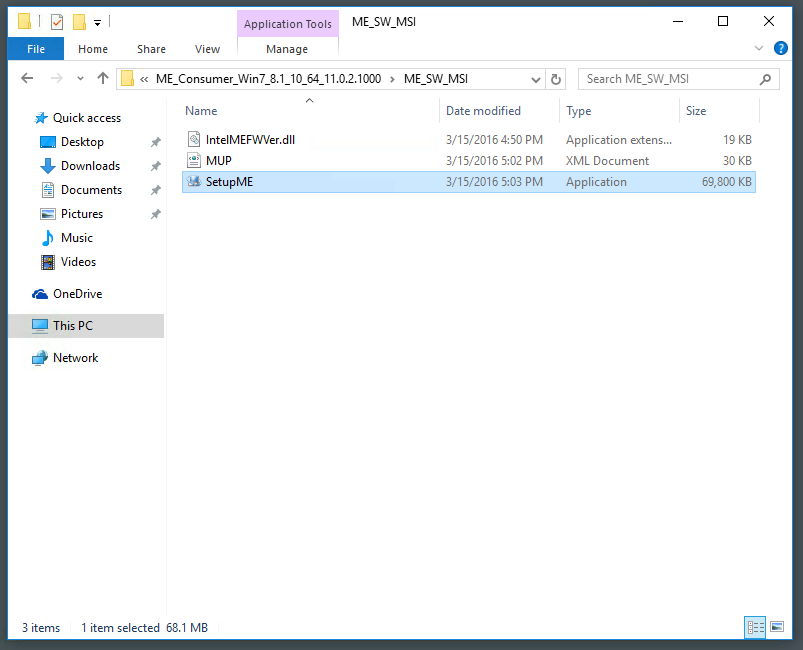 Application Tools ME_SW_MSI
File Home Share View Manage
« ME_Consumer_Win7_8.1_10_64_11.0.2.1000 › ME_SW_MSI Search ME_SW_MSI
Name Date modified Type Size
Quick access
Desktop
Downloads
Documents
Pictures
Music
Videos
OneDrive
This PC
Network
IntelMEFWVer.dll 3/15/2016 4:50 PM Application extens... 19 KB
MUP 3/15/2016 5:02 PM XML Document 30 KB
SetupME 3/15/2016 5:03 PM Application 69,800 KB
3 items 1 item selected 68.1 MB